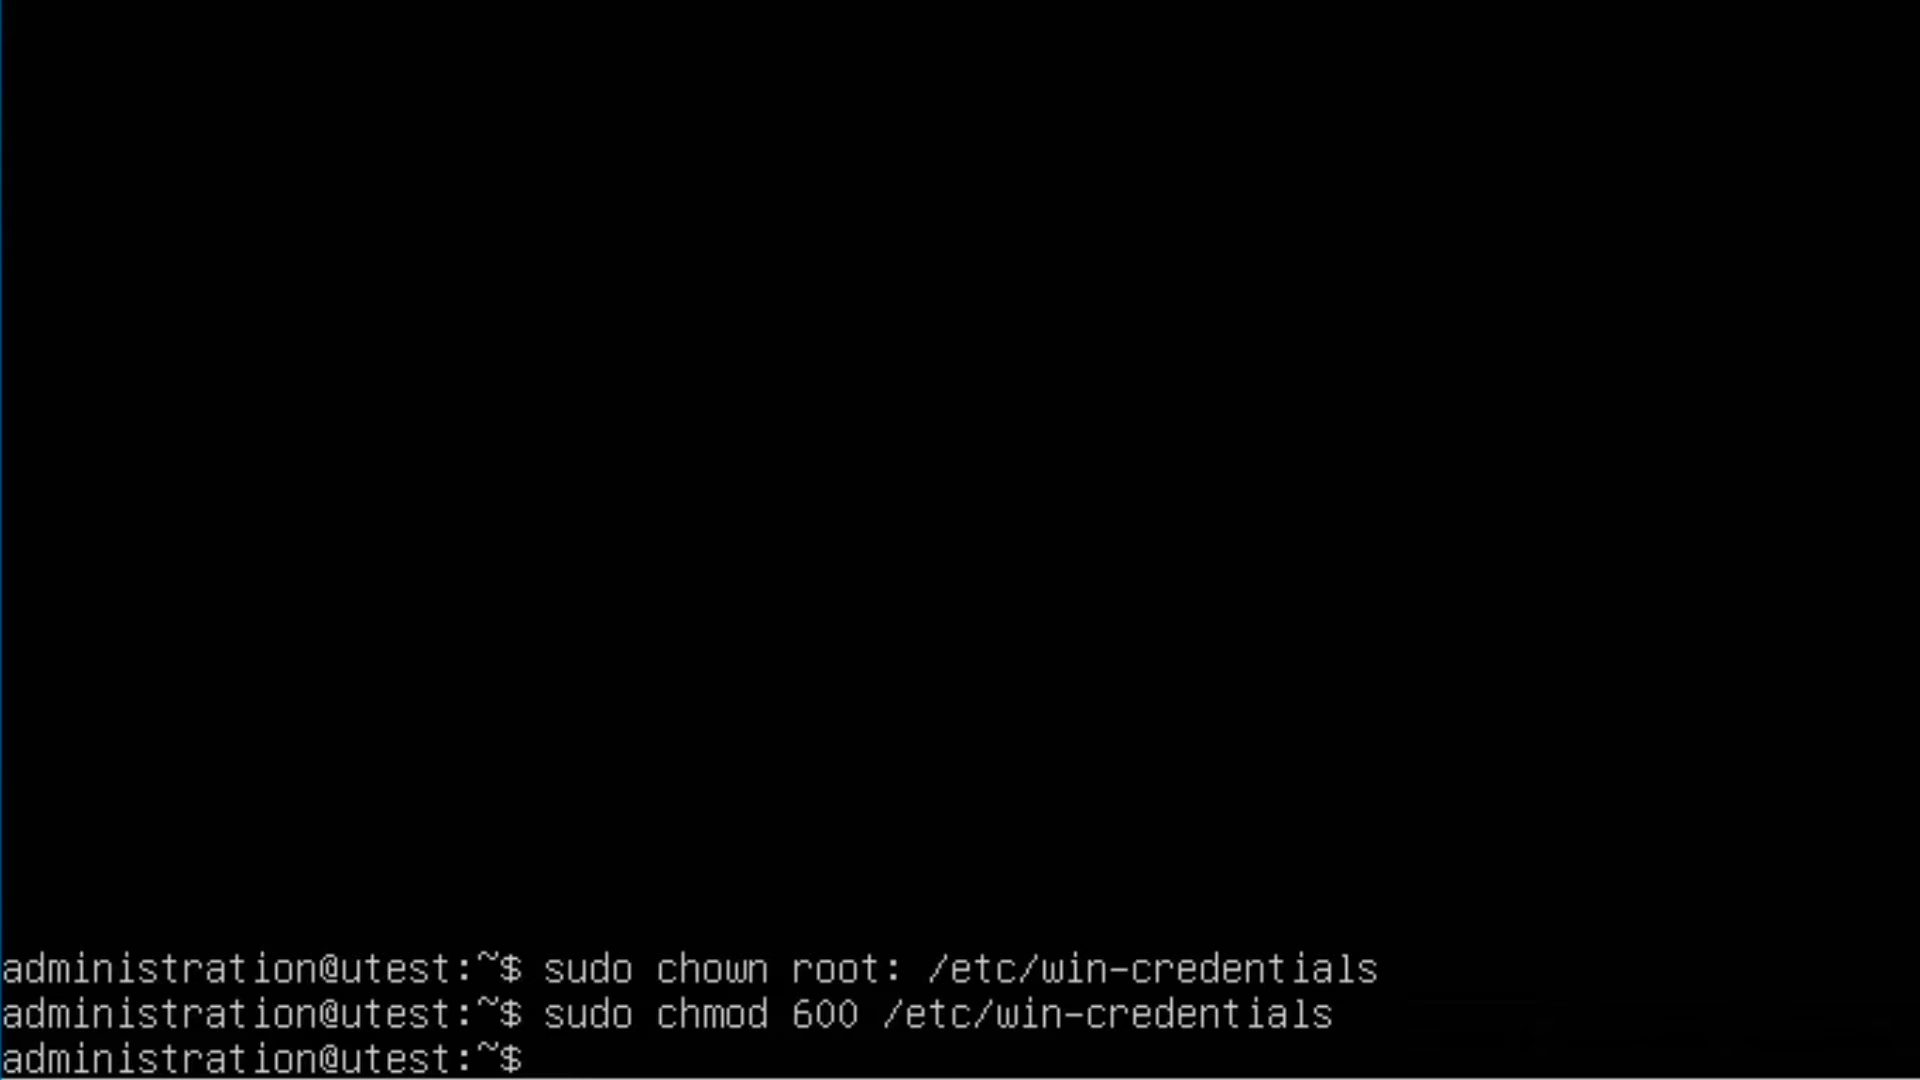 administration@utest:~$ sudo chown root: /etc/win-credentials
administration@utest:~$ sudo chmod 600 /etc/win-credentials
administration@utest:~$